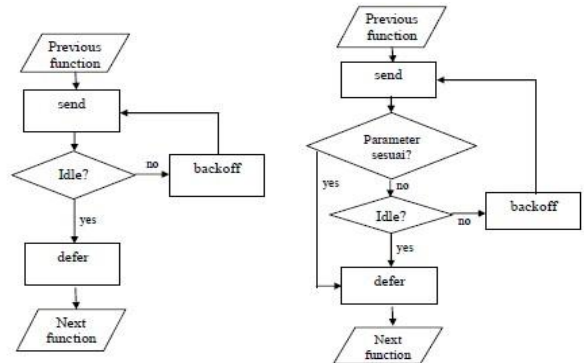 Previous
function
send
Idle?
no
backoff
yes
defer
Next
function
Previous
function
send
Parameter
sesuai?
yes
no
Idle?
no
backoff
yes
defer
Next
function